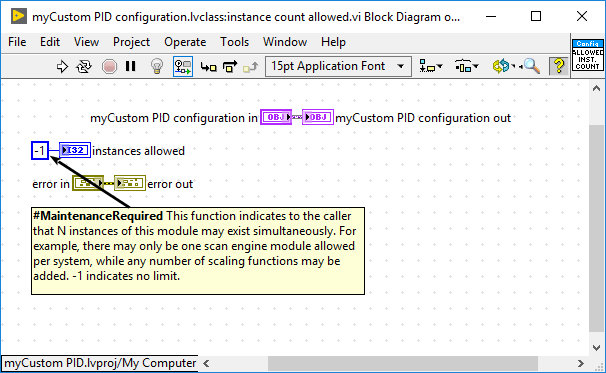 myCustom PID configuration.lvclass:instance count allowed.vi Block Diagram o...
File Edit View Project Operate Tools Window Help
Config
ALLOWED
INST.
COUNT
15pt Application Font
?
myCustom PID configuration in OBJ OBJ myCustom PID configuration out
-1 I32 instances allowed
error in error out
#MaintenanceRequired This function indicates to the caller
that N instances of this module may exist simultaneously. For
example, there may only be one scan engine module allowed
per system, while any number of scaling functions may be
added. -1 indicates no limit.
myCustom PID.lvproj/My Computer